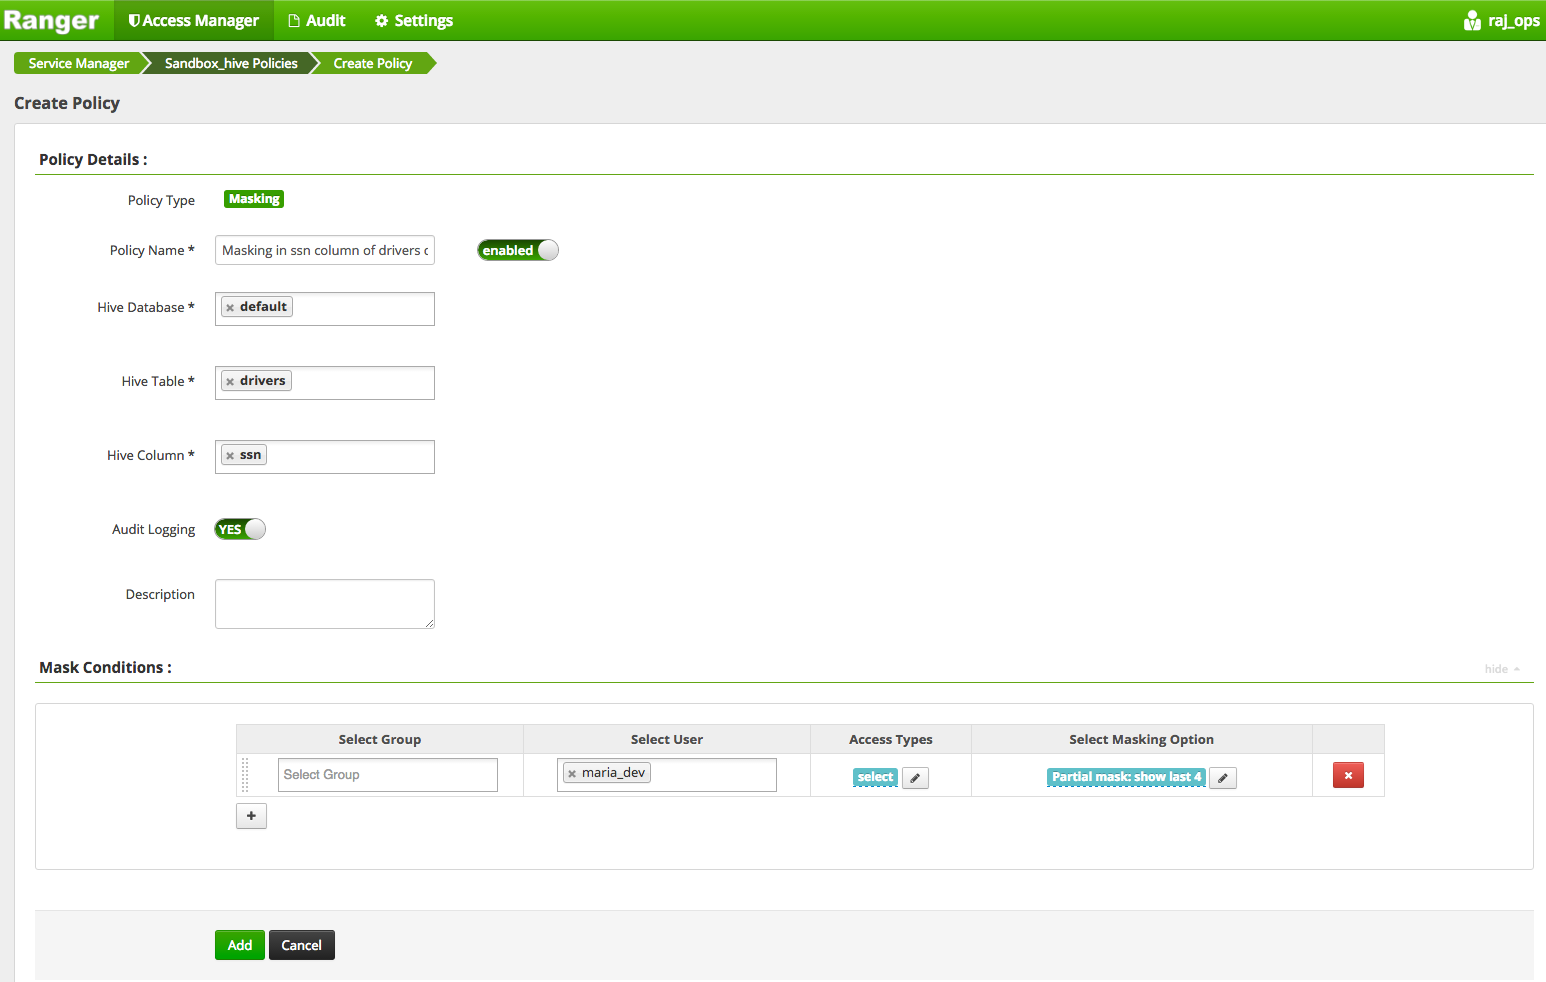 Ranger Access Manager Audit Settings raj_ops
Service Manager Sandbox_hive Policies Create Policy
Create Policy
Policy Details :
Policy Type Masking
Policy Name * Masking in ssn column of drivers enabled
Hive Database * × default
Hive Table * × drivers
Hive Column * × ssn
Audit Logging YES
Description
Mask Conditions : hide
Select Group Select User Access Types Select Masking Option
Select Group × maria_dev select Partial mask: show last 4 ×
+
Add Cancel